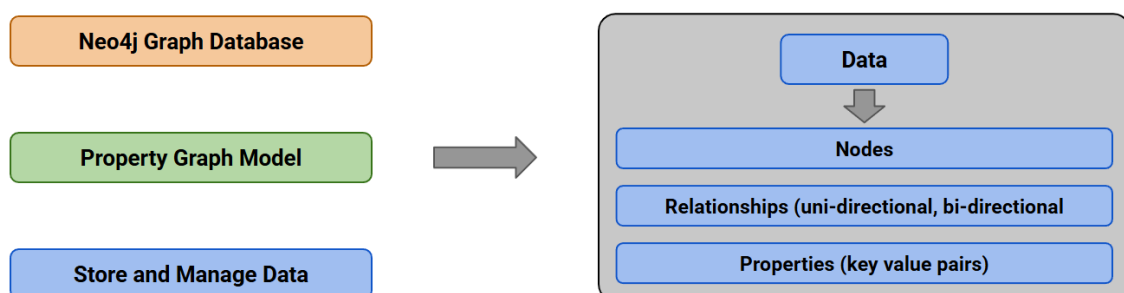 Neo4j Graph Database
Property Graph Model
Store and Manage Data
Data
Nodes
Relationships (uni-directional, bi-directional
Properties (key value pairs)